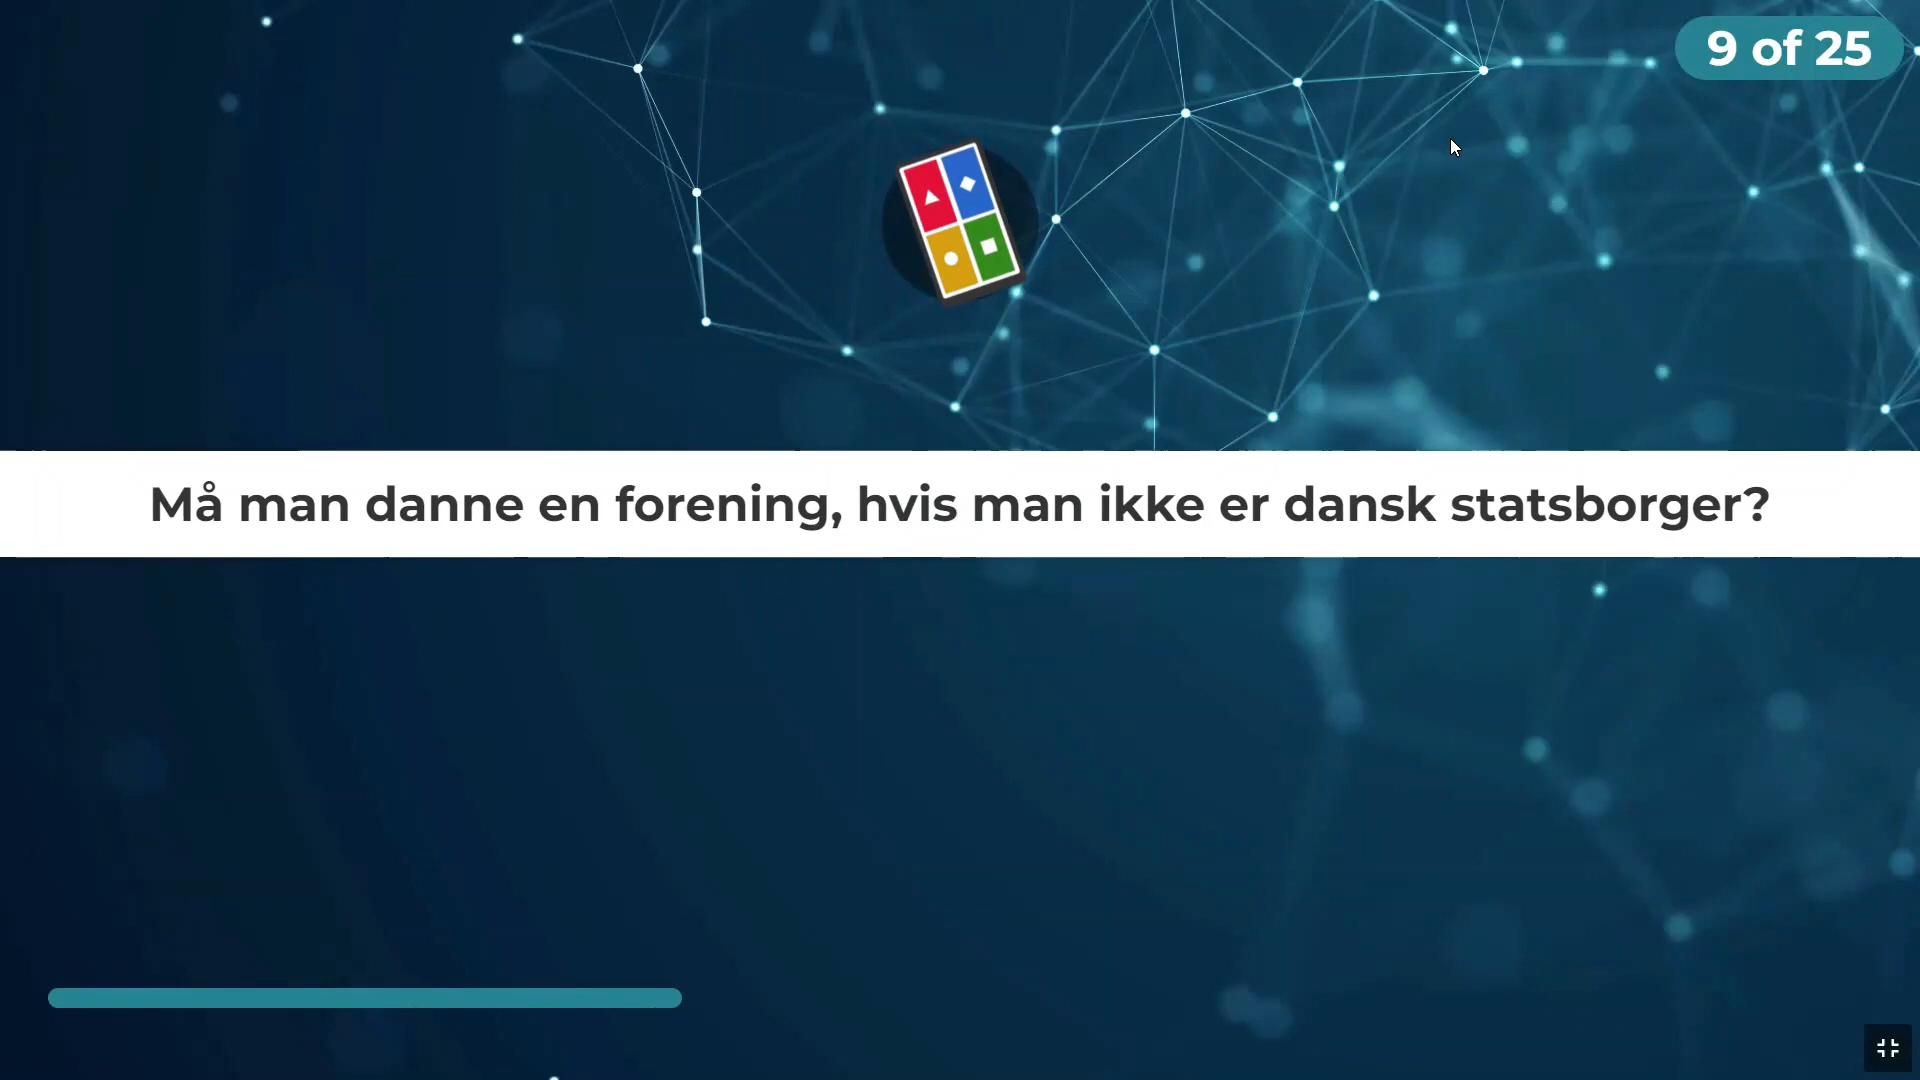 9 of 25
Må man danne en forening, hvis man ikke er dansk statsborger?